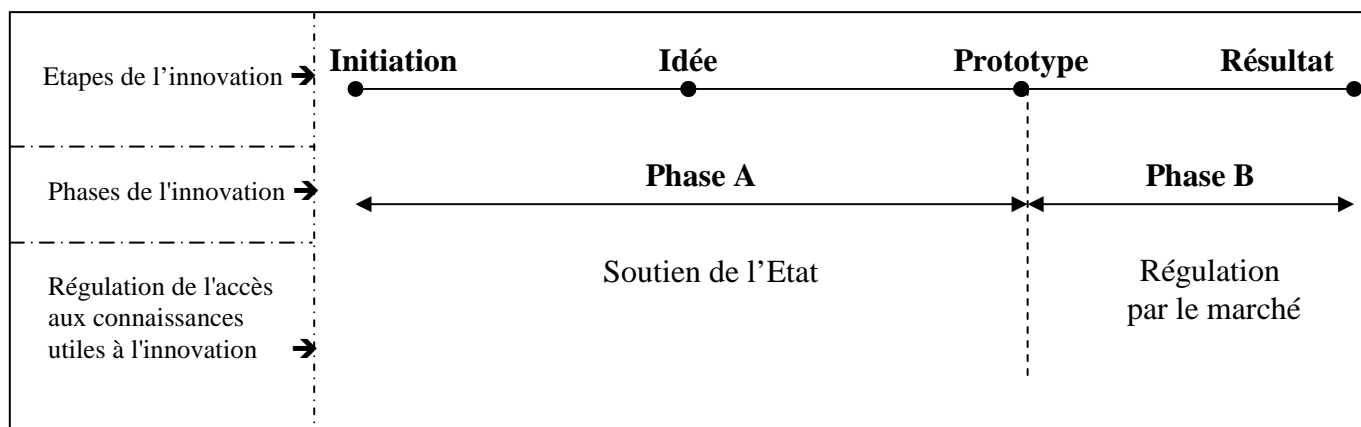 Initiation Idée Prototype Résultat
Etapes de l’innovation ➔
Phases de l'innovation ➔
Phase A Phase B
Soutien de l’Etat
Régulation
par le marché
Régulation de l'accès
aux connaissances
utiles à l'innovation ➔